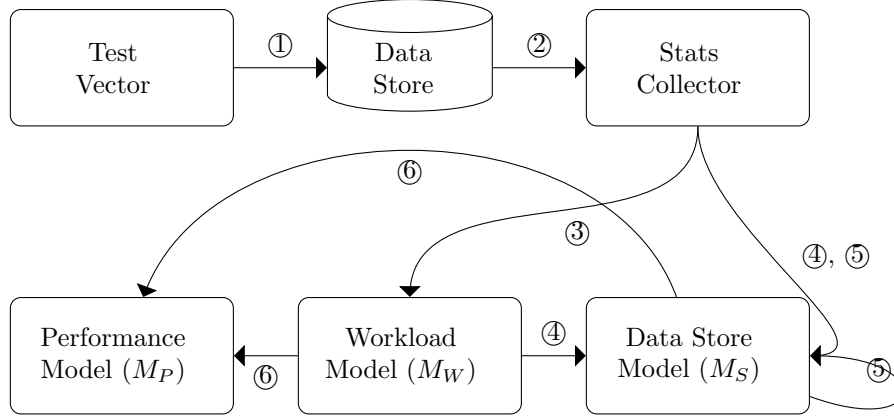 Test
Vector
①
Data
Store
②
Stats
Collector
⑥
③
④, ⑤
Performance
Model (M_P)
⑥
Workload
Model (M_W)
④
Data Store
Model (M_S)
⑤